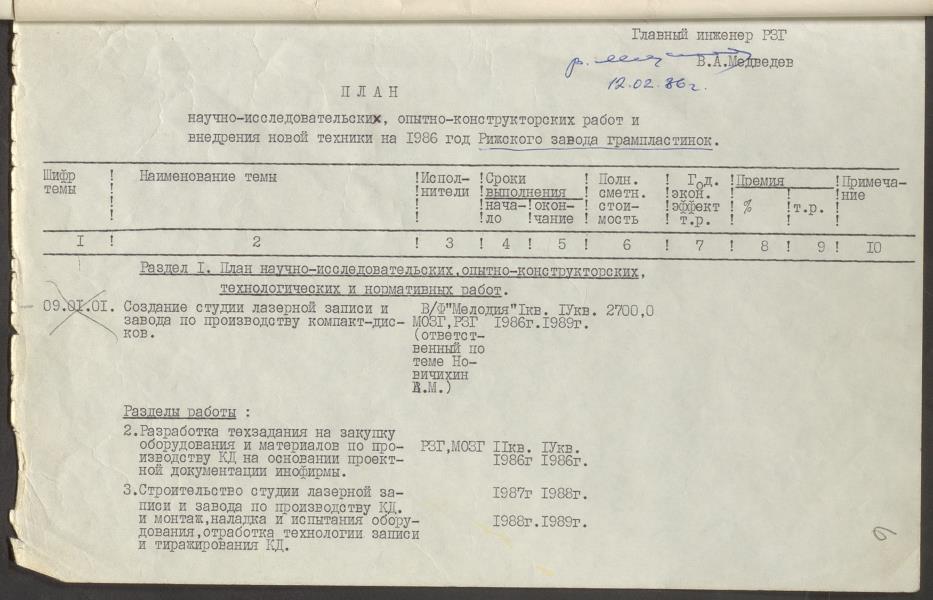 Главный инженер РЗГ
В.А.Медведев
12.02.86г.
П Л А Н
научно-исследовательских, опытно-конструкторских работ и
внедрения новой техники на 1986 год Рижского завода грампластинок.
Шифр ! Наименование темы !Испол- !Сроки ! Полн. ! Год. !Премия !Примеча-
темы ! !нители !выполнения ! сметн. !экон. ! ! !ние
! ! !нача-!окон- ! стои- !эффект ! % !т.р. !
! ! !ло !чание ! мость ! т.р. ! ! !
I ! 2 ! 3 ! 4 ! 5 ! 6 ! 7 ! 8 ! 9 ! 10
Раздел I. План научно-исследовательских,опытно-конструкторских,
технологических и нормативных работ.
09.01.01. Создание студии лазерной записи и В/Ф"Мелодия"Iкв. IУкв. 2700,0
завода по производству компакт-дис- МОЗГ,РЗГ 1986г.1989г.
ков. (ответст-
венный по
теме Но-
вичихин
А.М.)
Разделы работы :
2.Разработка техзадания на закупку
оборудования и материалов по про- РЗГ,МОЗГ IIкв. IУкв.
изводству КД на основании проект- 1986г 1986г.
ной документации инофирмы.
3.Строительство студии лазерной за- 1987г 1988г.
писи и завода по производству КД.
и монтаж,наладка и испытания обору- 1988г.1989г.
дования,отработка технологии записи
и тиражирования КД.